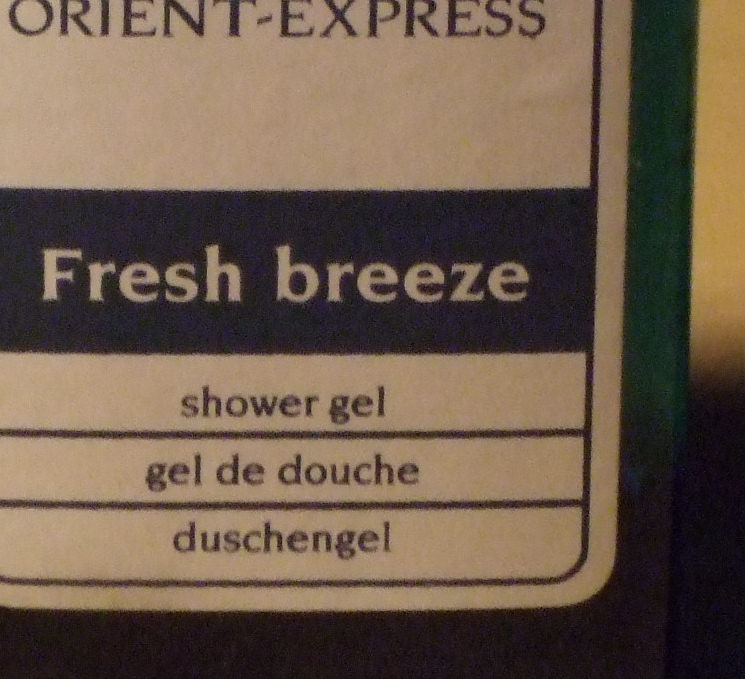 ORIENT-EXPRESS
Fresh breeze
shower gel
gel de douche
duschengel